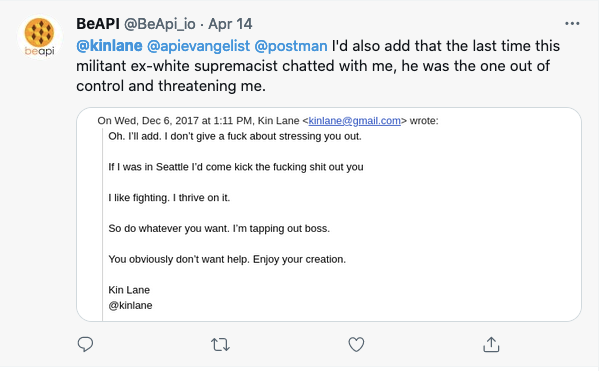 BeAPI @BeApi_io · Apr 14
@kinlane @apievangelist @postman I'd also add that the last time this
militant ex-white supremacist chatted with me, he was the one out of
control and threatening me.
beapi
On Wed, Dec 6, 2017 at 1:11 PM, Kin Lane <kinlane@gmail.com> wrote:
Oh. I'll add. I don't give a fuck about stressing you out.
If I was in Seattle I'd come kick the fucking shit out you
I like fighting. I thrive on it.
So do whatever you want. I'm tapping out boss.
You obviously don't want help. Enjoy your creation.
Kin Lane
@kinlane